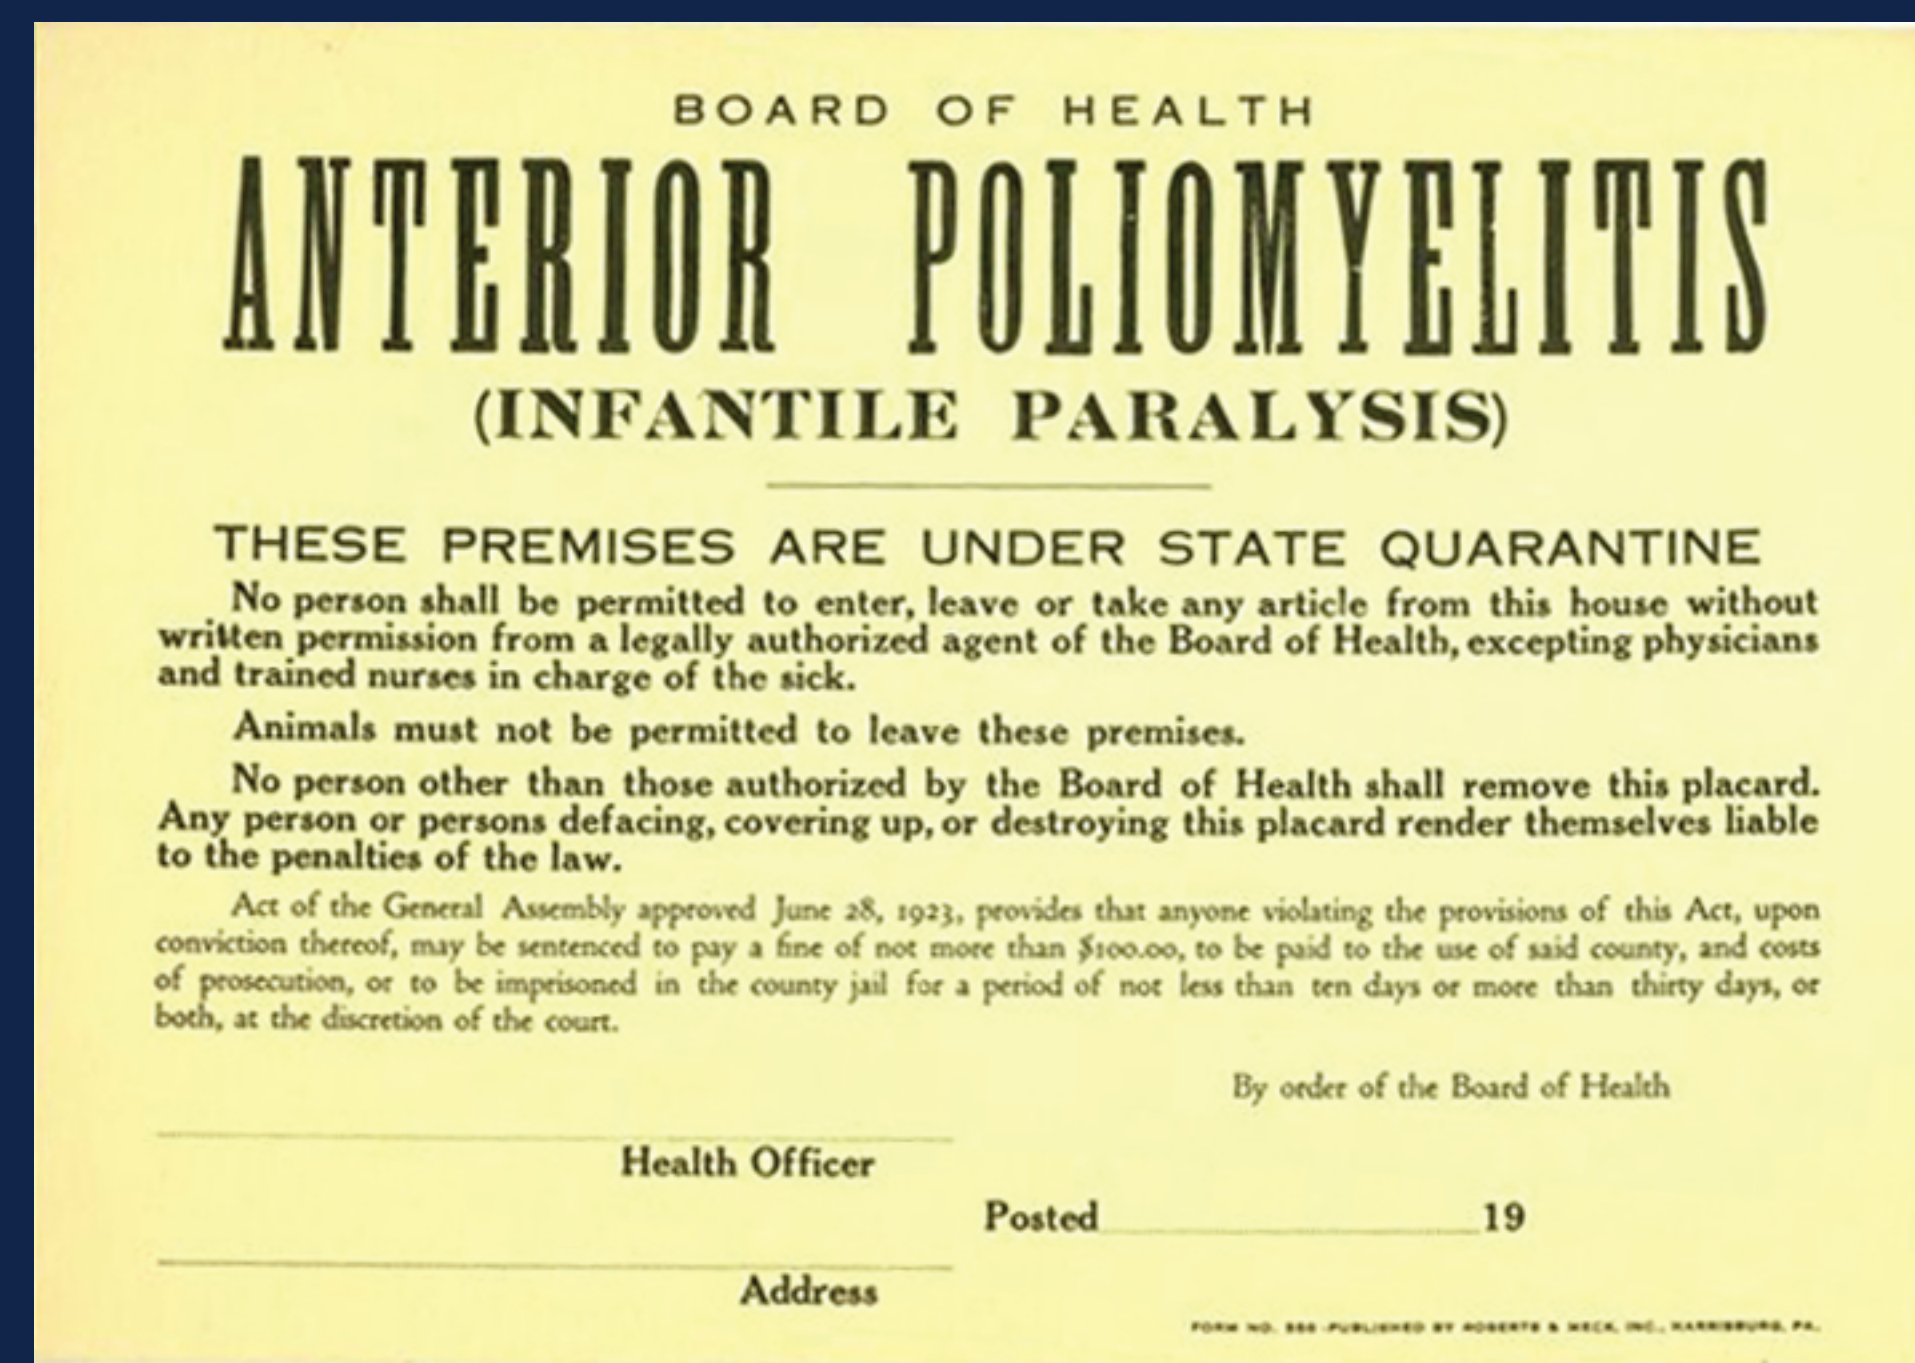 BOARD OF HEALTH
ANTERIOR POLIOMYELITIS
(INFANTILE PARALYSIS)
THESE PREMISES ARE UNDER STATE QUARANTINE
No person shall be permitted to enter, leave or take any article from this house without
written permission from a legally authorized agent of the Board of Health, excepting physicians
and trained nurses in charge of the sick.
Animals must not be permitted to leave these premises.
No person other than those authorized by the Board of Health shall remove this placard.
Any person or persons defacing, covering up, or destroying this placard render themselves liable
to the penalties of the law.
Act of the General Assembly approved June 28, 1923, provides that anyone violating the provisions of this Act, upon
conviction thereof, may be sentenced to pay a fine of not more than $100.00, to be paid to the use of said county, and costs
of prosecution, or to be imprisoned in the county jail for a period of not less than ten days or more than thirty days, or
both, at the discretion of the court.
By order of the Board of Health
Health Officer
Posted 19
Address
FORM NO. PUBLISHED BY ROBERTS & MECK, INC., HARRISBURG, PA.